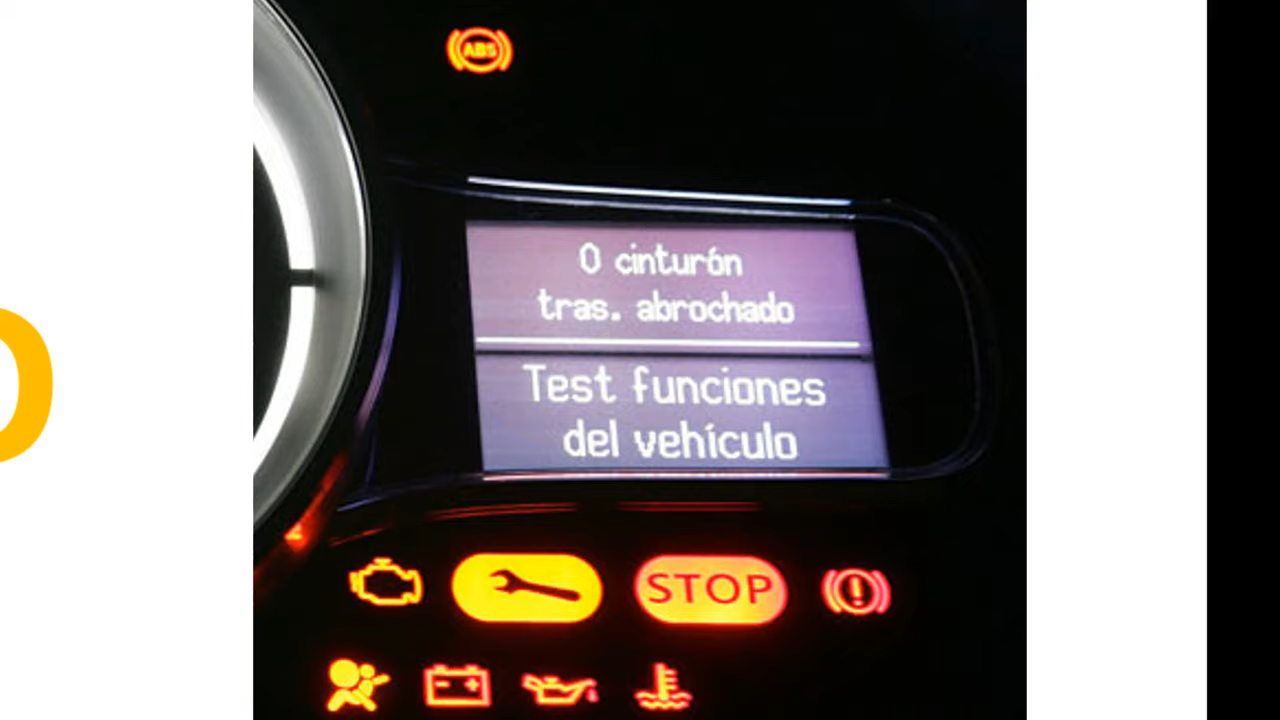 ABS
0 cinturón
tras. abrochado
Test funciones
del vehículo
STOP